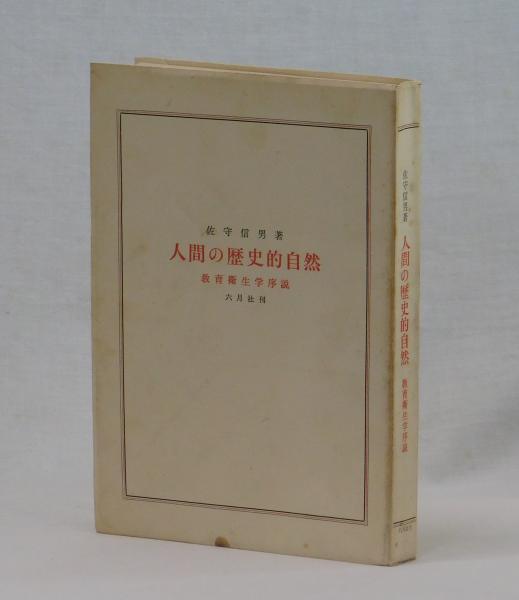 佐守信男著
人間の歴史的自然
教育衛生学序説
六月社刊
佐守信男著
人間の歴史的自然
教育衛生学序説